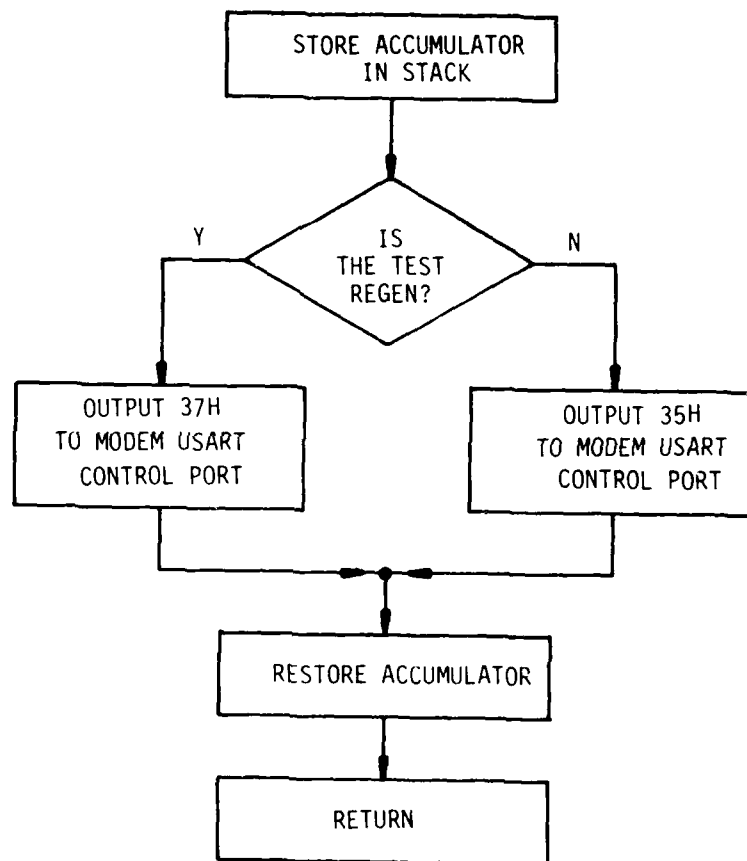 STORE ACCUMULATOR
IN STACK
IS
THE TEST
REGEN?
Y
N
OUTPUT 37H
TO MODEM USART
CONTROL PORT
OUTPUT 35H
TO MODEM USART
CONTROL PORT
RESTORE ACCUMULATOR
RETURN